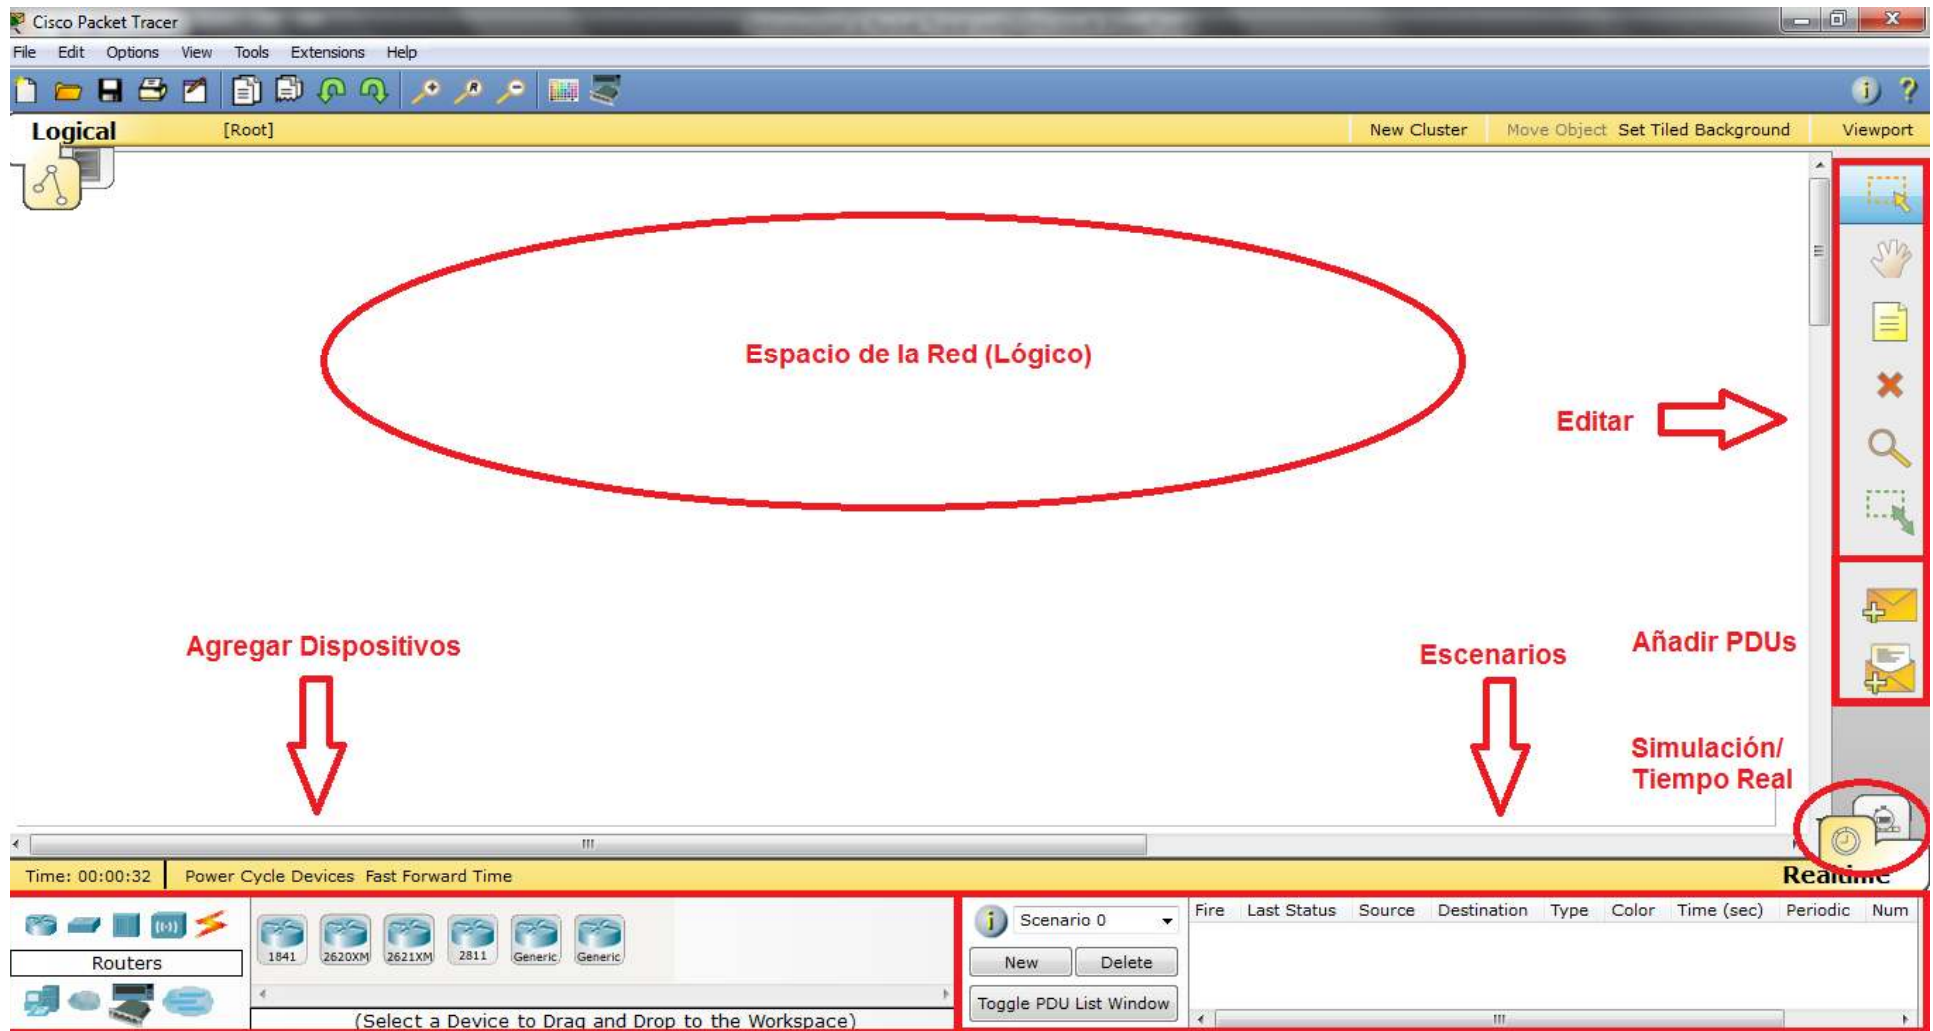 Cisco Packet Tracer
File Edit Options View Tools Extensions Help
Logical [Root] New Cluster Move Object Set Tiled Background Viewport
Espacio de la Red (Lógico)
Editar
Agregar Dispositivos
Escenarios
Añadir PDUs
Simulación/
Tiempo Real
Time: 00:00:32 Power Cycle Devices Fast Forward Time Realtime
Fire Last Status Source Destination Type Color Time (sec) Periodic Num
Scenario 0
1841 2620XM 2621XM 2811 Generic Generic
Routers
New Delete
Toggle PDU List Window
(Select a Device to Drag and Drop to the Workspace)